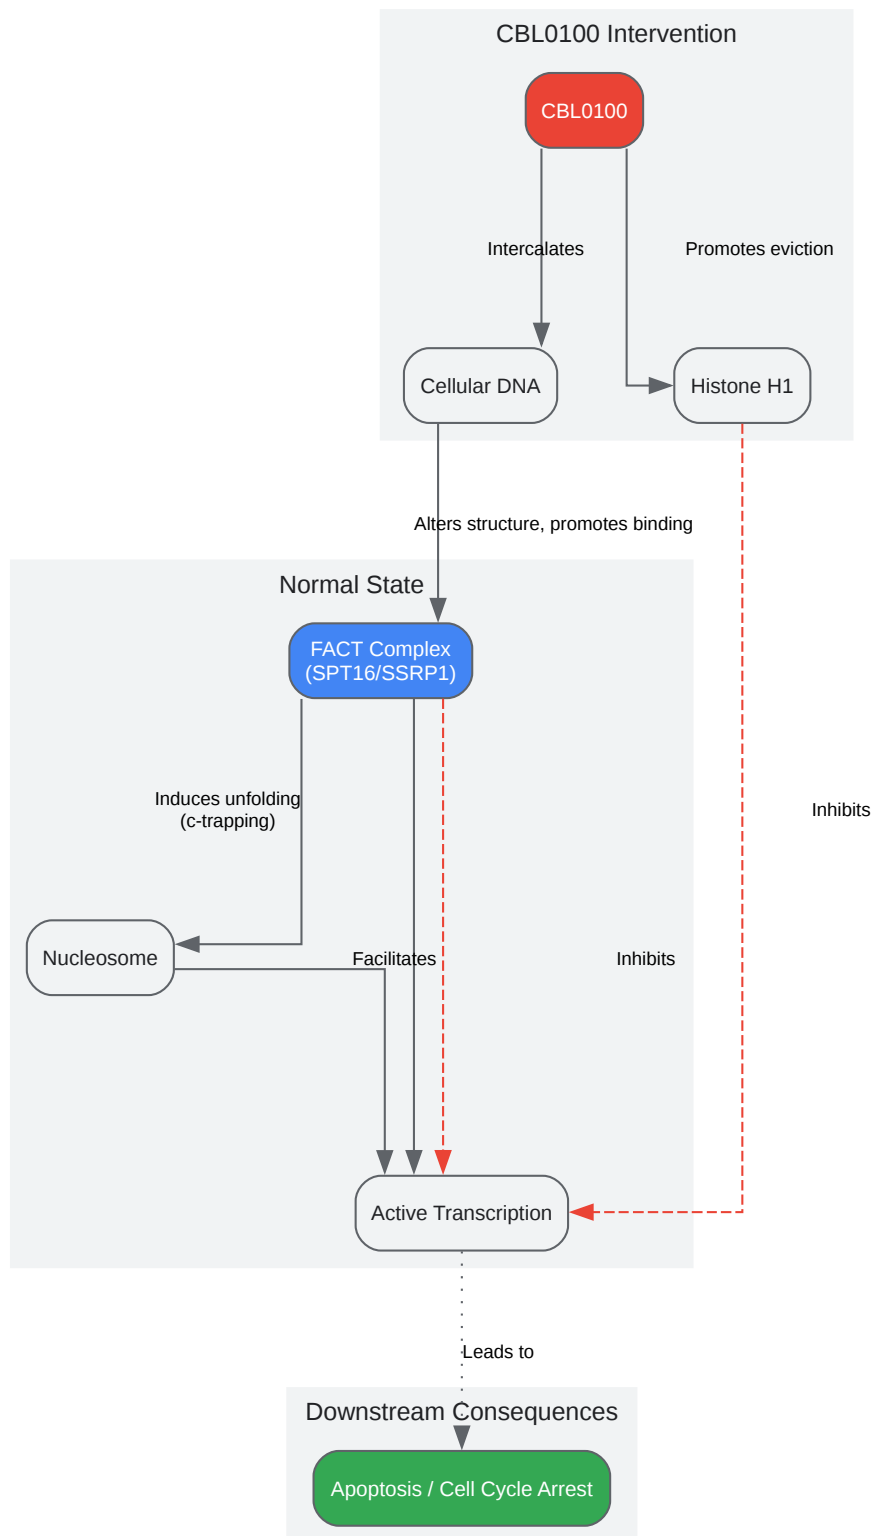 CBL0100 Intervention
CBL0100
Intercalates
Promotes eviction
Cellular DNA
Histone H1
Alters structure, promotes binding
Normal State
FACT Complex
(SPT16/SSRP1)
Induces unfolding
(c-trapping)
Inhibits
Nucleosome
Facilitates
Inhibits
Active Transcription
Leads to
Downstream Consequences
Apoptosis / Cell Cycle Arrest